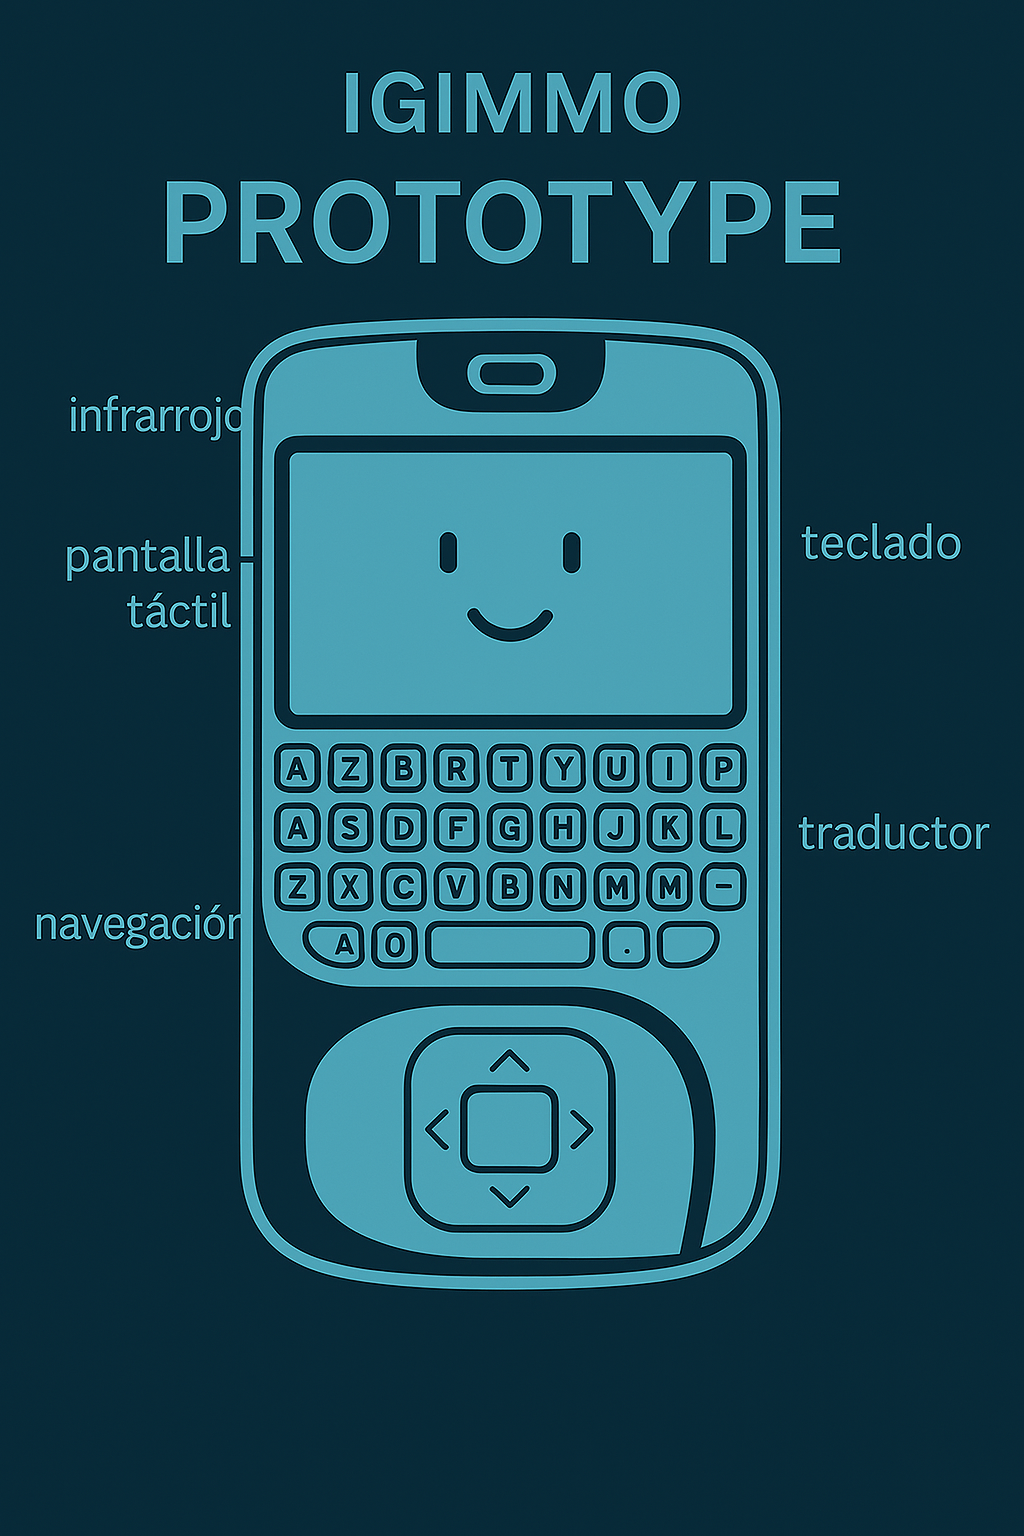 IGIMMO
PROTOTYPE
infrarrojo
pantalla
táctil
teclado
A Z B R T Y U I P
A S D F G H J K L
Z X C V B N M M –
A O .
traductor
navegación